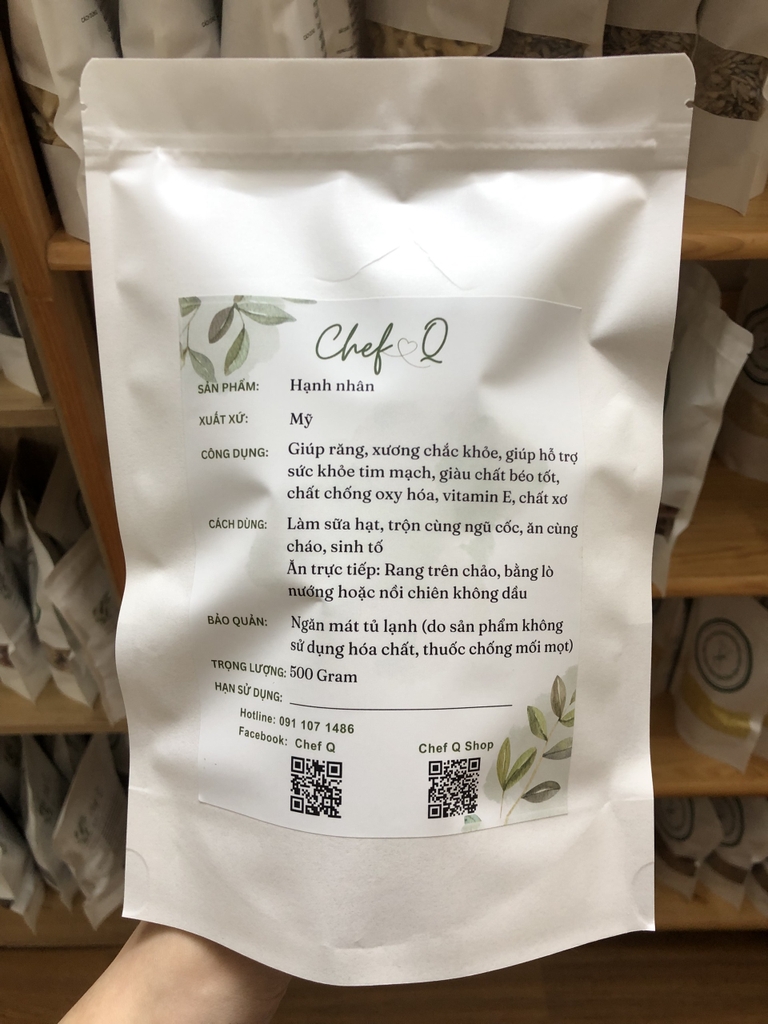 Chef Q
SẢN PHẨM: Hạnh nhân
XUẤT XỨ: Mỹ
CÔNG DỤNG: Giúp răng, xương chắc khỏe, giúp hỗ trợ
sức khỏe tim mạch, giàu chất béo tốt,
chất chống oxy hóa, vitamin E, chất xơ
CÁCH DÙNG: Làm sữa hạt, trộn cùng ngũ cốc, ăn cùng
cháo, sinh tố
Ăn trực tiếp: Rang trên chảo, bằng lò
nướng hoặc nồi chiên không dầu
BẢO QUẢN: Ngăn mát tủ lạnh (do sản phẩm không
sử dụng hóa chất, thuốc chống mối mọt)
TRỌNG LƯỢNG: 500 Gram
HẠN SỬ DỤNG:
Hotline: 091 107 1486
Facebook: Chef Q
Chef Q Shop